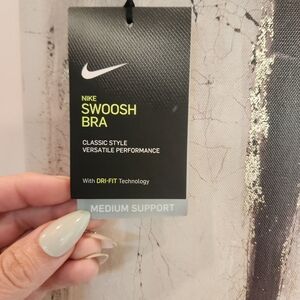 NIKE
SWOOSH
BRA
CLASSIC STYLE
VERSATILE PERFORMANCE
With DRI-FIT Technology
MEDIUM SUPPORT